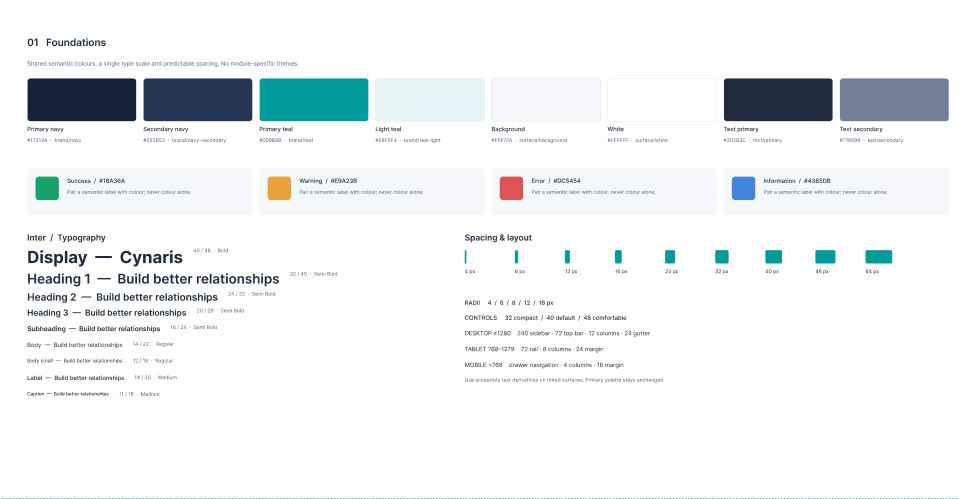 01 Foundations
Shared semantic colours, a single type scale and predictable spacing. No module-specific themes.
Primary navy
#17213A · brand/navy
Secondary navy
#253653 · brand/navy-secondary
Primary teal
#009B9B · brand/teal
Light teal
#E6F5F4 · brand/teal-light
Background
#F5F7FA · surface/background
White
#FFFFFF · surface/white
Text primary
#202B3C · text/primary
Text secondary
#718096 · text/secondary
Success / #16A36A
Pair a semantic label with colour; never colour alone.
Warning / #E9A23B
Pair a semantic label with colour; never colour alone.
Error / #DC5454
Pair a semantic label with colour; never colour alone.
Information / #4385DB
Pair a semantic label with colour; never colour alone.
Inter / Typography
Display — Cynaris 40 / 48 · Bold
Heading 1 — Build better relationships 32 / 40 · Semi Bold
Heading 2 — Build better relationships 24 / 32 · Semi Bold
Heading 3 — Build better relationships 20 / 28 · Semi Bold
Subheading — Build better relationships 16 / 24 · Semi Bold
Body — Build better relationships 14 / 22 · Regular
Body small — Build better relationships 12 / 18 · Regular
Label — Build better relationships 14 / 20 · Medium
Caption — Build better relationships 11 / 16 · Medium
Spacing & layout
4 px 8 px 12 px 16 px 24 px 32 px 40 px 48 px 64 px
RADII 4 / 6 / 8 / 12 / 16 px
CONTROLS 32 compact / 40 default / 48 comfortable
DESKTOP ≥1280 240 sidebar · 72 top bar · 12 columns · 24 gutter
TABLET 768–1279 72 rail · 8 columns · 24 margin
MOBILE <768 drawer navigation · 4 columns · 16 margin
Use accessible text derivatives on tinted surfaces. Primary palette stays unchanged.